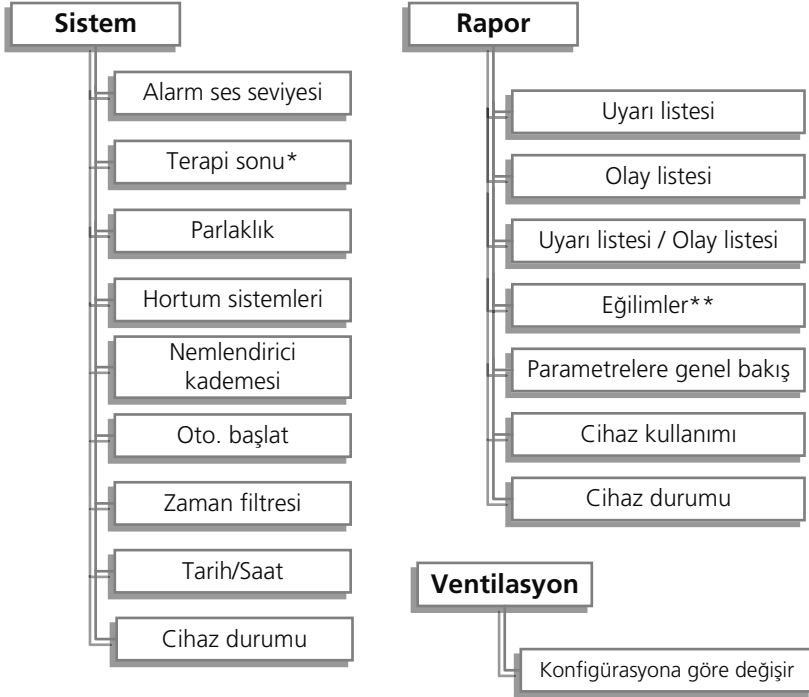 Sistem
Alarm ses seviyesi
Terapi sonu*
Parlaklık
Hortum sistemleri
Nemlendirici
kademesi
Oto. başlat
Zaman filtresi
Tarih/Saat
Cihaz durumu
Rapor
Uyarı listesi
Olay listesi
Uyarı listesi / Olay listesi
Eğilimler**
Parametrelere genel bakış
Cihaz kullanımı
Cihaz durumu
Ventilasyon
Konfigürasyona göre değişir